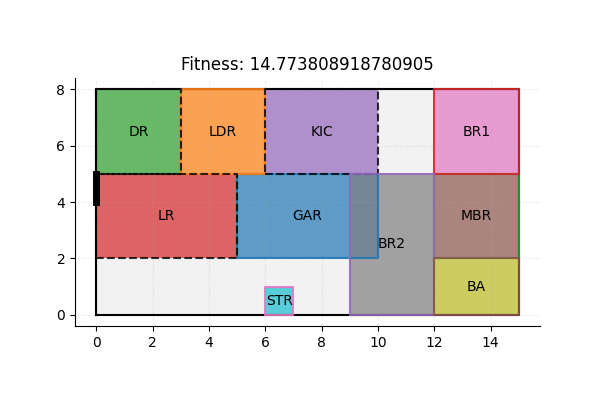 Fitness: 14.773808918780905
8
DR LDR KIC BR1
6
4
LR GAR BR2 MBR
2
STR BA
0
0 2 4 6 8 10 12 14